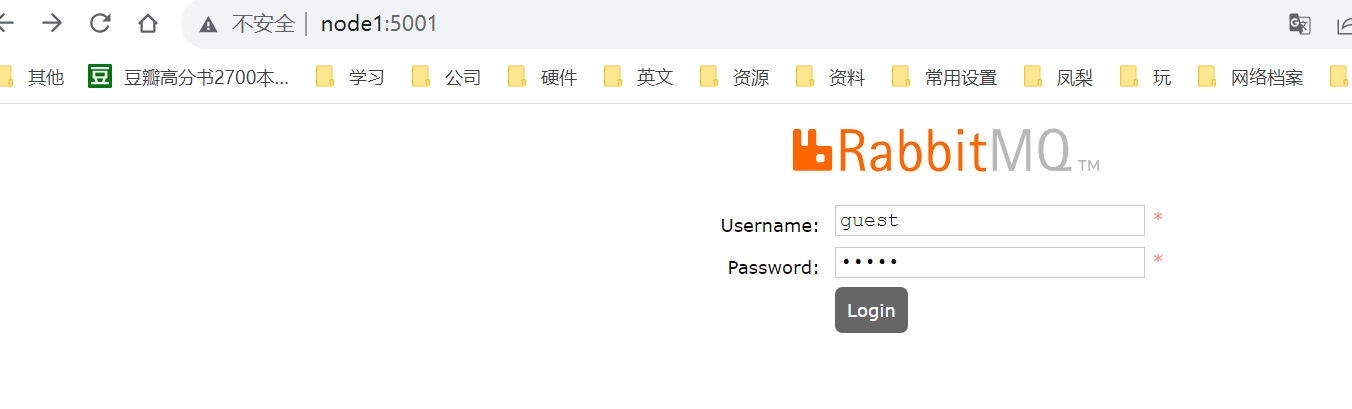 不安全 node1:5001
其他 豆 豆瓣高分书2700本... 学习 公司 硬件 英文 资源 资料 常用设置 凤梨 玩 网络档案
RabbitMQ TM
Username: guest *
Password: ••••• *
Login